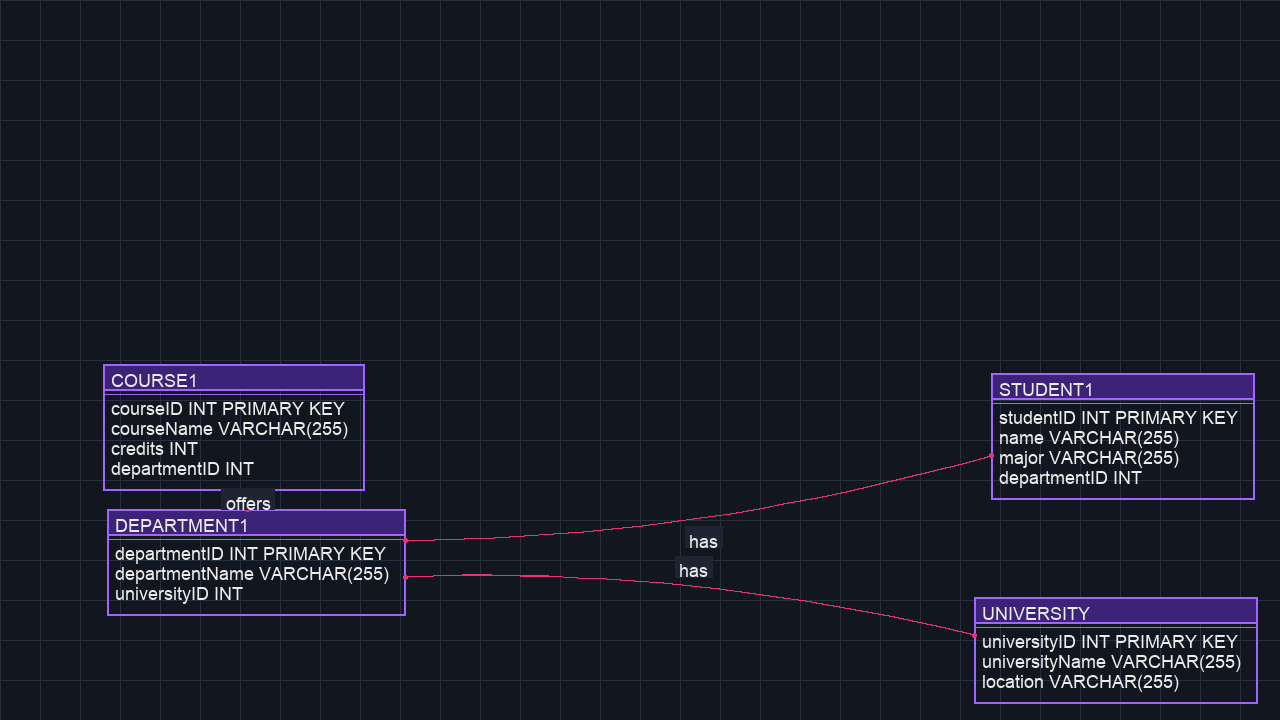 COURSE1
courseID INT PRIMARY KEY
courseName VARCHAR(255)
credits INT
departmentID INT
offers
DEPARTMENT1
departmentID INT PRIMARY KEY
departmentName VARCHAR(255)
universityID INT
has
has
STUDENT1
studentID INT PRIMARY KEY
name VARCHAR(255)
major VARCHAR(255)
departmentID INT
UNIVERSITY
universityID INT PRIMARY KEY
universityName VARCHAR(255)
location VARCHAR(255)